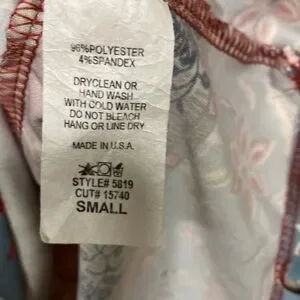 96%POLYESTER
4%SPANDEX
DRYCLEAN OR
HAND WASH
WITH COLD WATER
DO NOT BLEACH
HANG OR LINE DRY
MADE IN U.S.A.
STYLE# 5819
CUT# 15740
SMALL